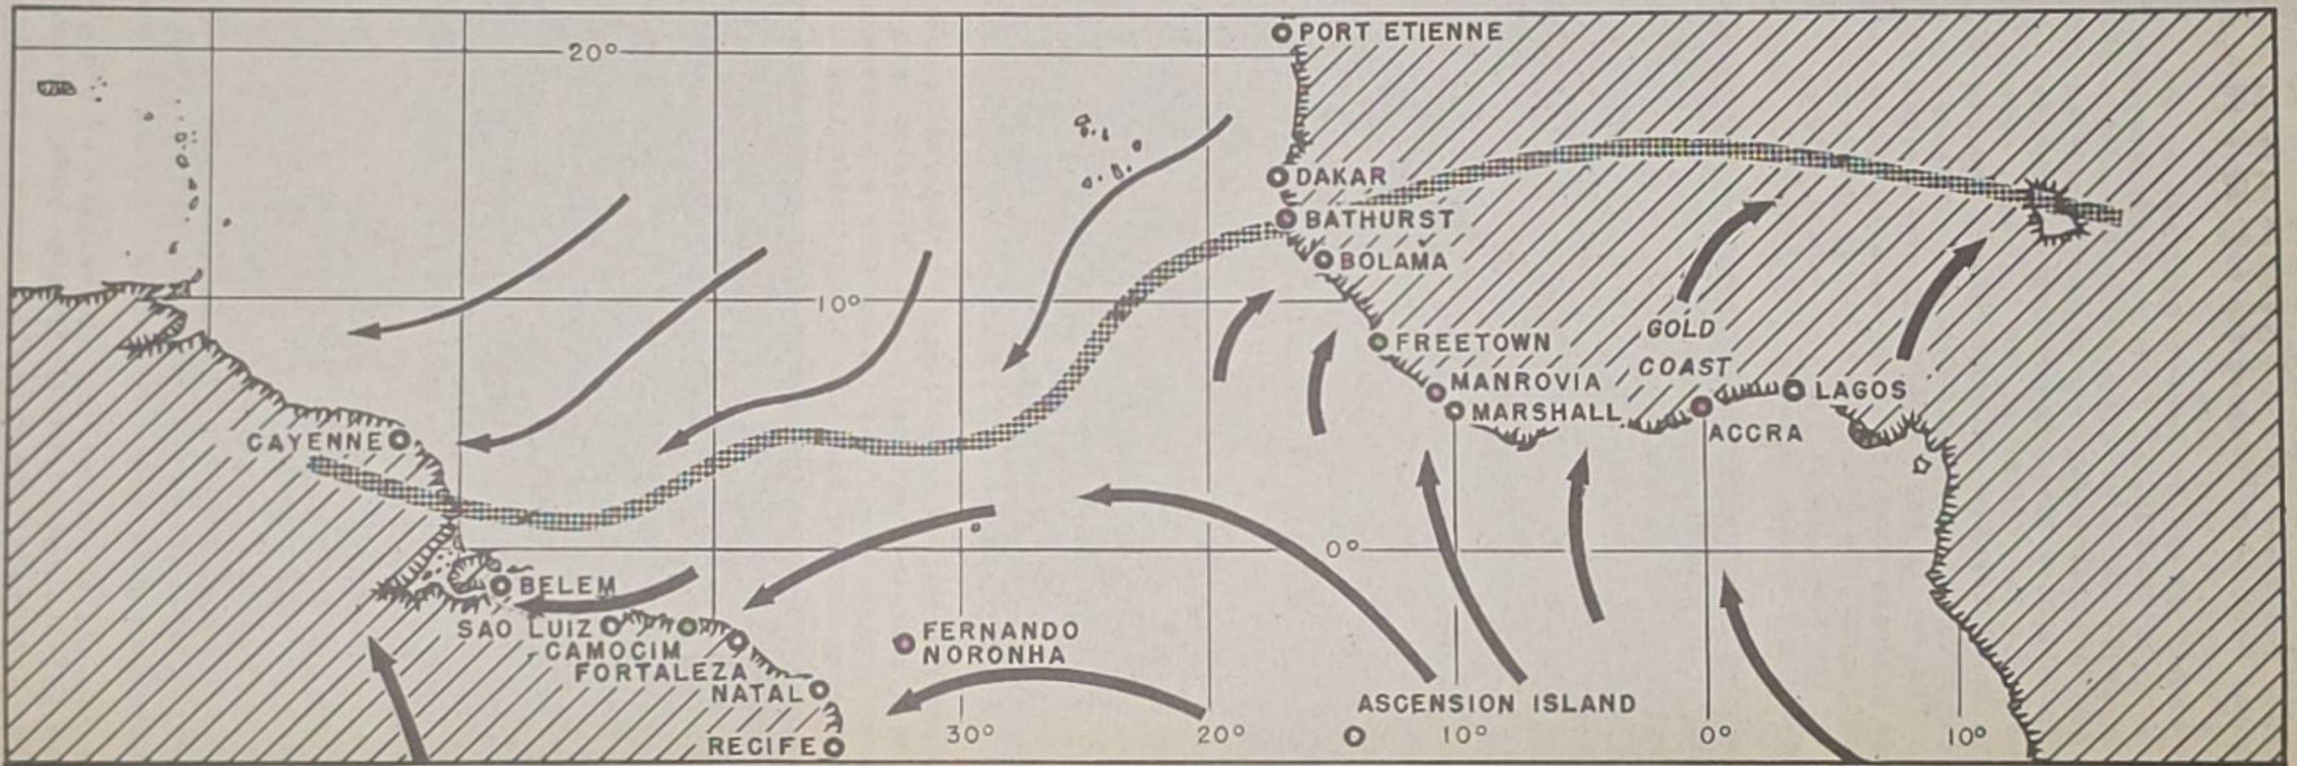 PORT ETIENNE
20°
DAKAR
BATHURST
BOLAMA
10°
GOLD
COAST
FREETOWN
MANROVIA
MARSHALL
LAGOS
ACCRA
CAYENNE
0°
BELEM
SAO LUIZ
CAMOCIM
FORTALEZA
NATAL
RECIFE
FERNANDO
NORONHA
ASCENSION ISLAND
30°
20°
10°
0°
10°